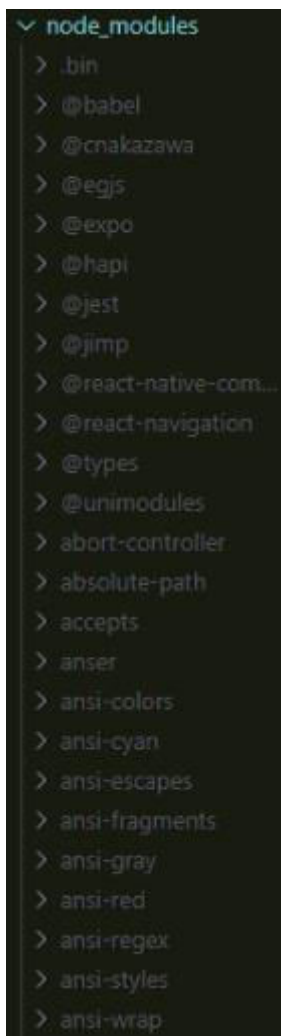 node_modules
.bin
@babel
@cnakazawa
@egjs
@expo
@hapi
@jest
@jimp
@react-native-com...
@react-navigation
@types
@unimodules
abort-controller
absolute-path
accepts
anser
ansi-colors
ansi-cyan
ansi-escapes
ansi-fragments
ansi-gray
ansi-red
ansi-regex
ansi-styles
ansi-wrap